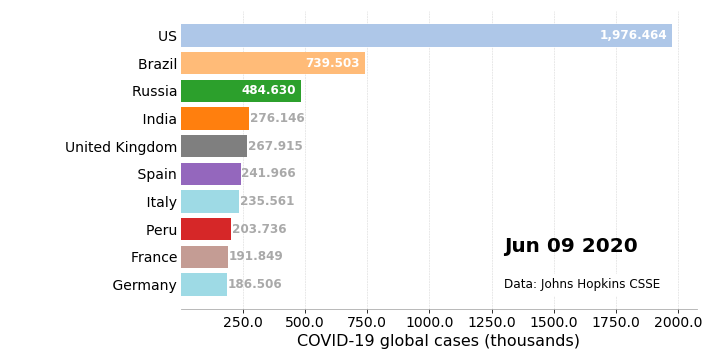 US 1,976.464
Brazil 739.503
Russia 484.630
India 276.146
United Kingdom 267.915
Spain 241.966
Italy 235.561
Peru 203.736
France 191.849
Germany 186.506
Jun 09 2020
Data: Johns Hopkins CSSE
250.0 500.0 750.0 1000.0 1250.0 1500.0 1750.0 2000.0
COVID-19 global cases (thousands)